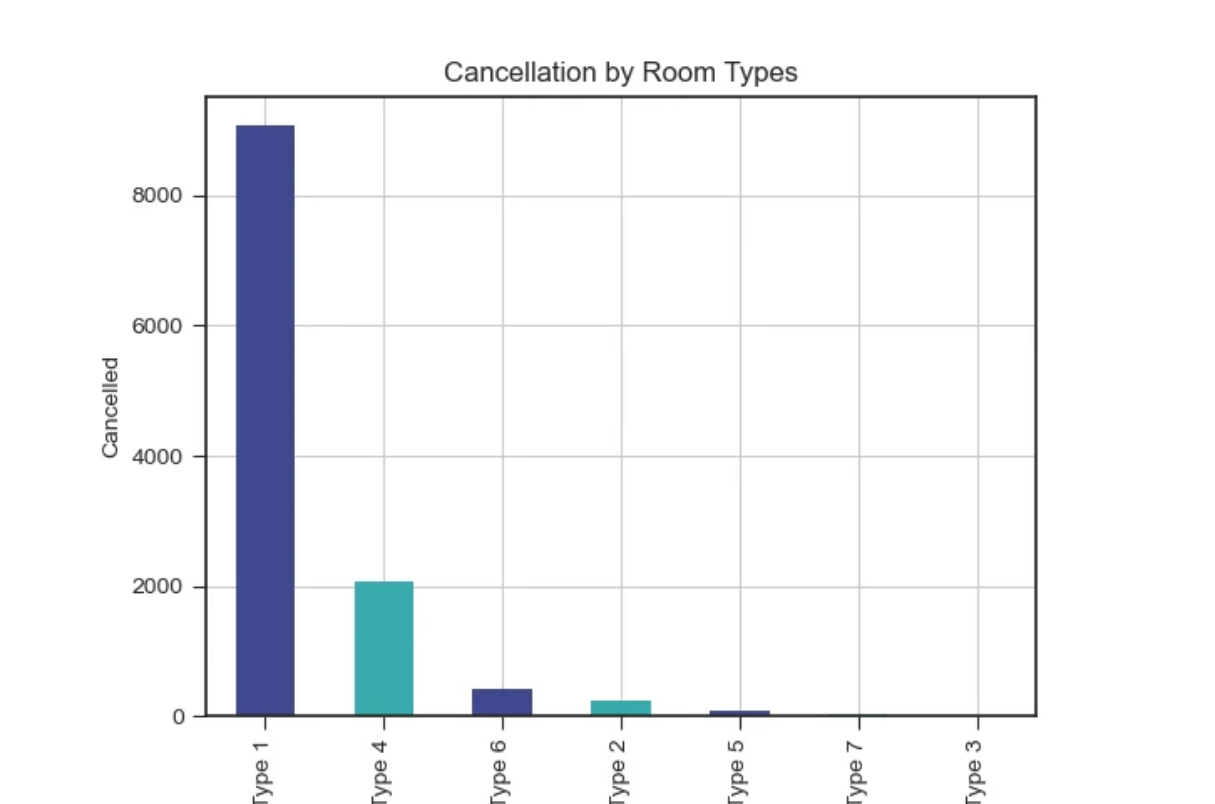 Cancellation by Room Types
Cancelled
8000
6000
4000
2000
0
Type 1
Type 4
Type 6
Type 2
Type 5
Type 7
Type 3